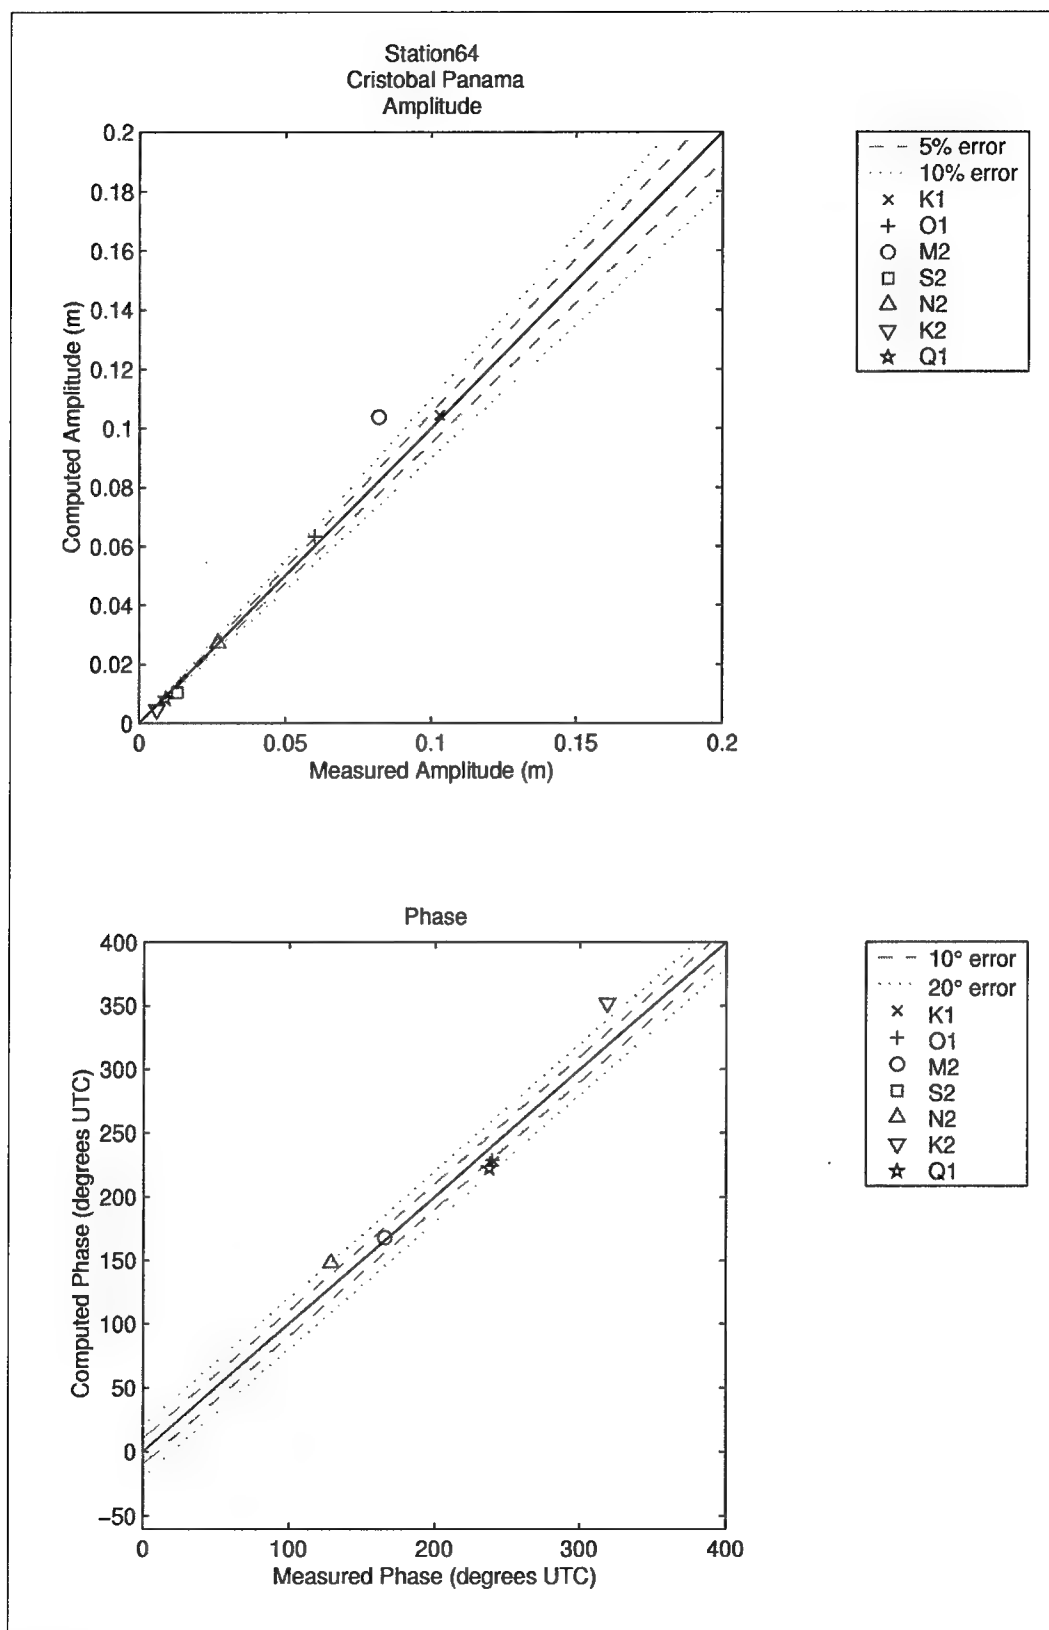 Station64
Cristobal Panama
Amplitude
0.2
0.18
0.16
0.14
0.12
0.1
0.08
0.06
0.04
0.02
0
Computed Amplitude (m)
0 0.05 0.1 0.15 0.2
Measured Amplitude (m)
5% error
10% error
K1
O1
M2
S2
N2
K2
Q1
Phase
400
350
300
250
200
150
100
50
0
−50
Computed Phase (degrees UTC)
0 100 200 300 400
Measured Phase (degrees UTC)
10° error
20° error
K1
O1
M2
S2
N2
K2
Q1